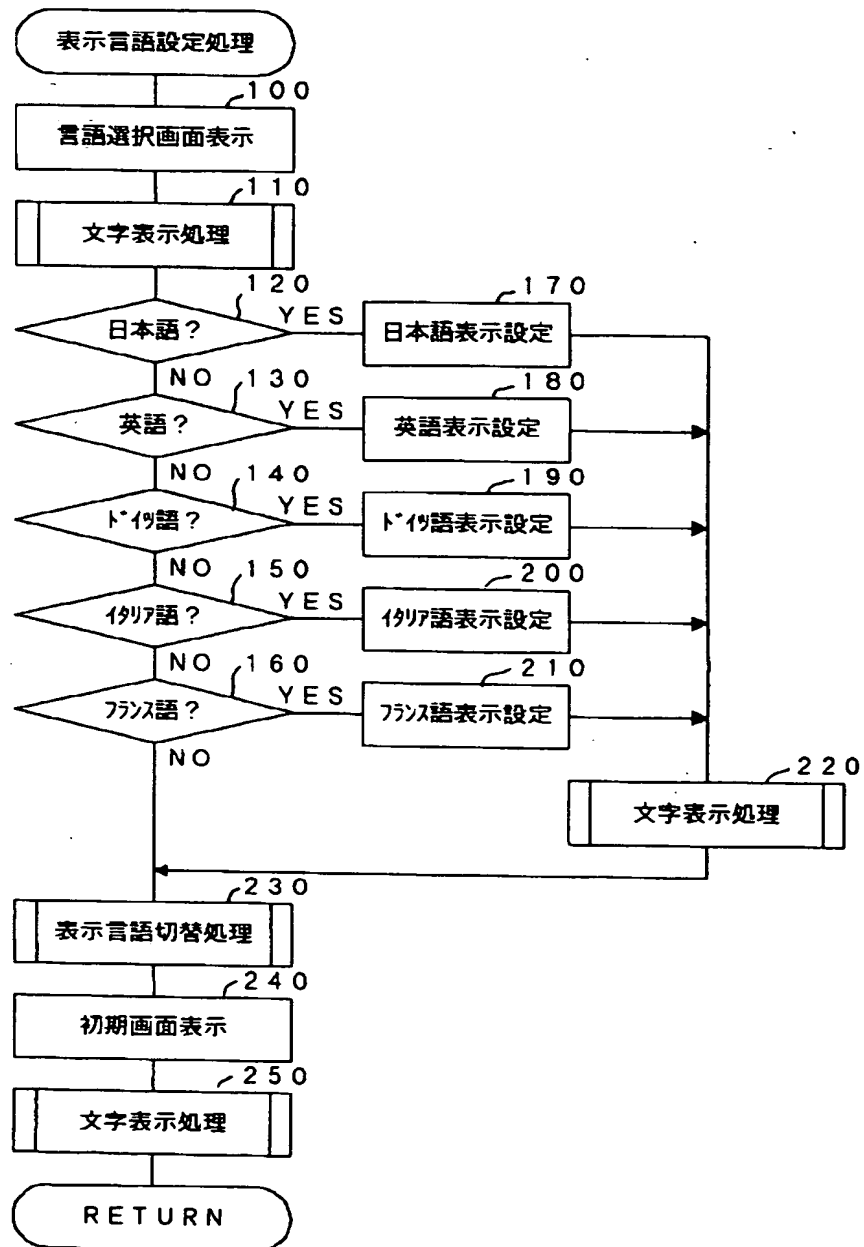 表示言語設定処理
100
言語選択画面表示
110
文字表示処理
120
日本語?
YES
170
日本語表示設定
NO
130
英語?
YES
180
英語表示設定
NO
140
ドイツ語?
YES
190
ドイツ語表示設定
NO
150
イタリア語?
YES
200
イタリア語表示設定
NO
160
フランス語?
YES
210
フランス語表示設定
NO
220
文字表示処理
230
表示言語切替処理
240
初期画面表示
250
文字表示処理
RETURN